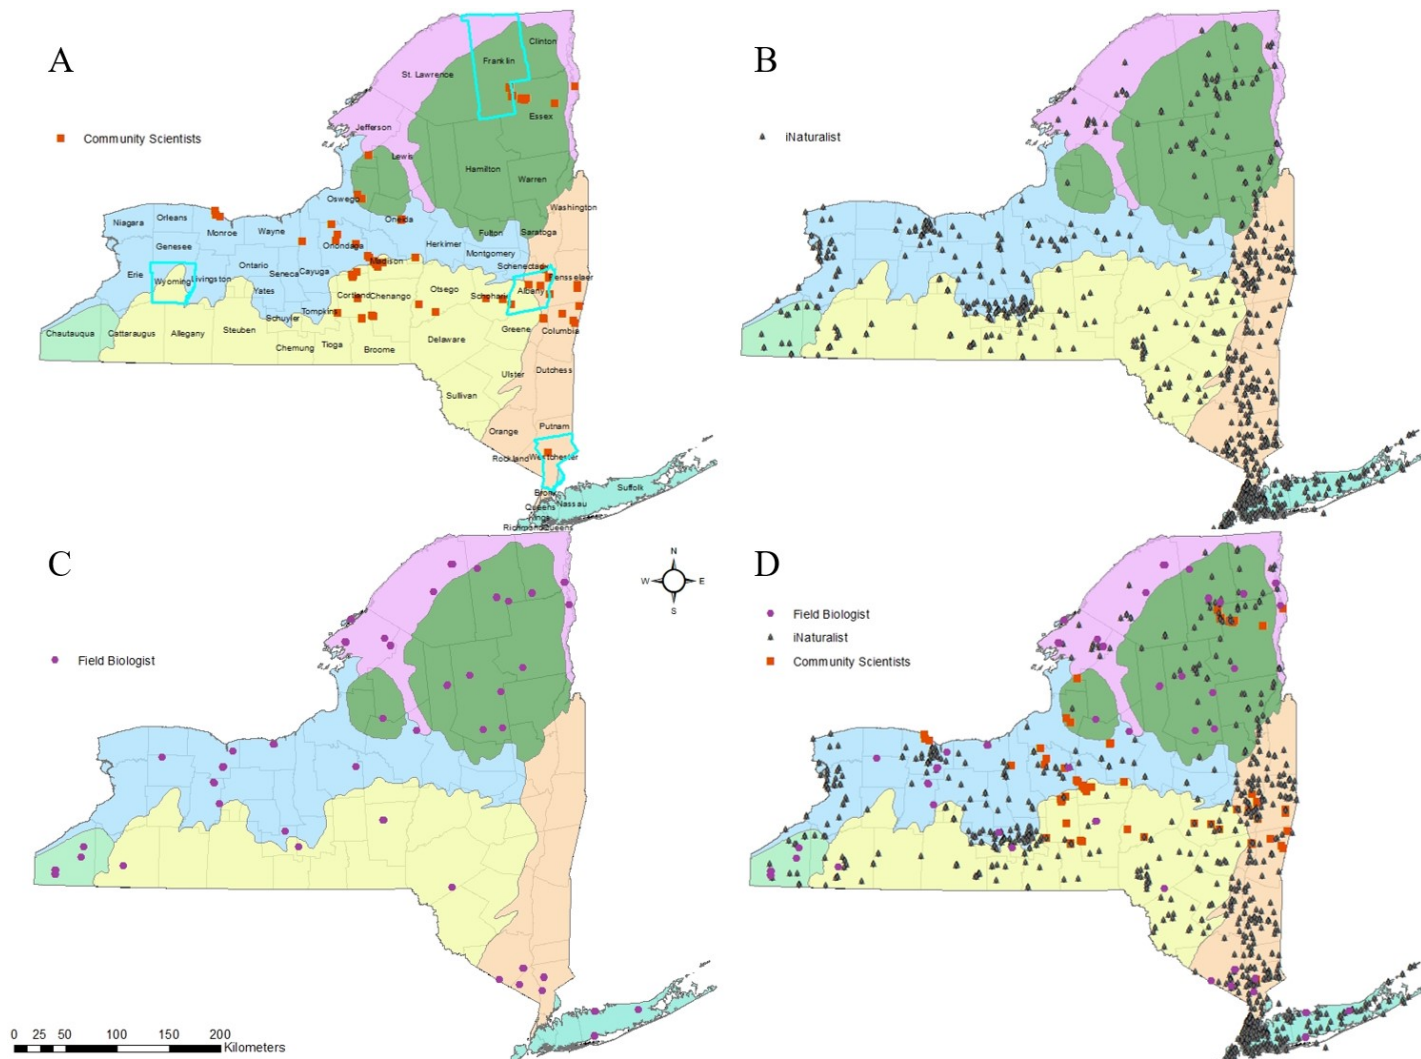 A
Community Scientists
Clinton
Franklin
St. Lawrence
Essex
Jefferson
Lewis
Hamilton
Warren
Oswego
Washington
Niagara
Orleans
Monroe
Wayne
Oneida
Fulton
Saratoga
Genesee
Onondaga
Herkimer
Montgomery
Erie
Wyoming
Livingston
Ontario
Seneca
Cayuga
Madison
Schenectady
Rensselaer
Yates
Cortland
Chenango
Otsego
Schoharie
Albany
Chautauqua
Cattaraugus
Allegany
Steuben
Schuyler
Tompkins
Chemung
Tioga
Broome
Delaware
Greene
Columbia
Ulster
Dutchess
Sullivan
Orange
Putnam
Rockland
Westchester
Bronx
Queens
Nassau
Suffolk
Kings
Richmond
Queens
B
iNaturalist
C
Field Biologist
N
W
E
S
0 25 50 100 150 200
Kilometers
D
Field Biologist
iNaturalist
Community Scientists